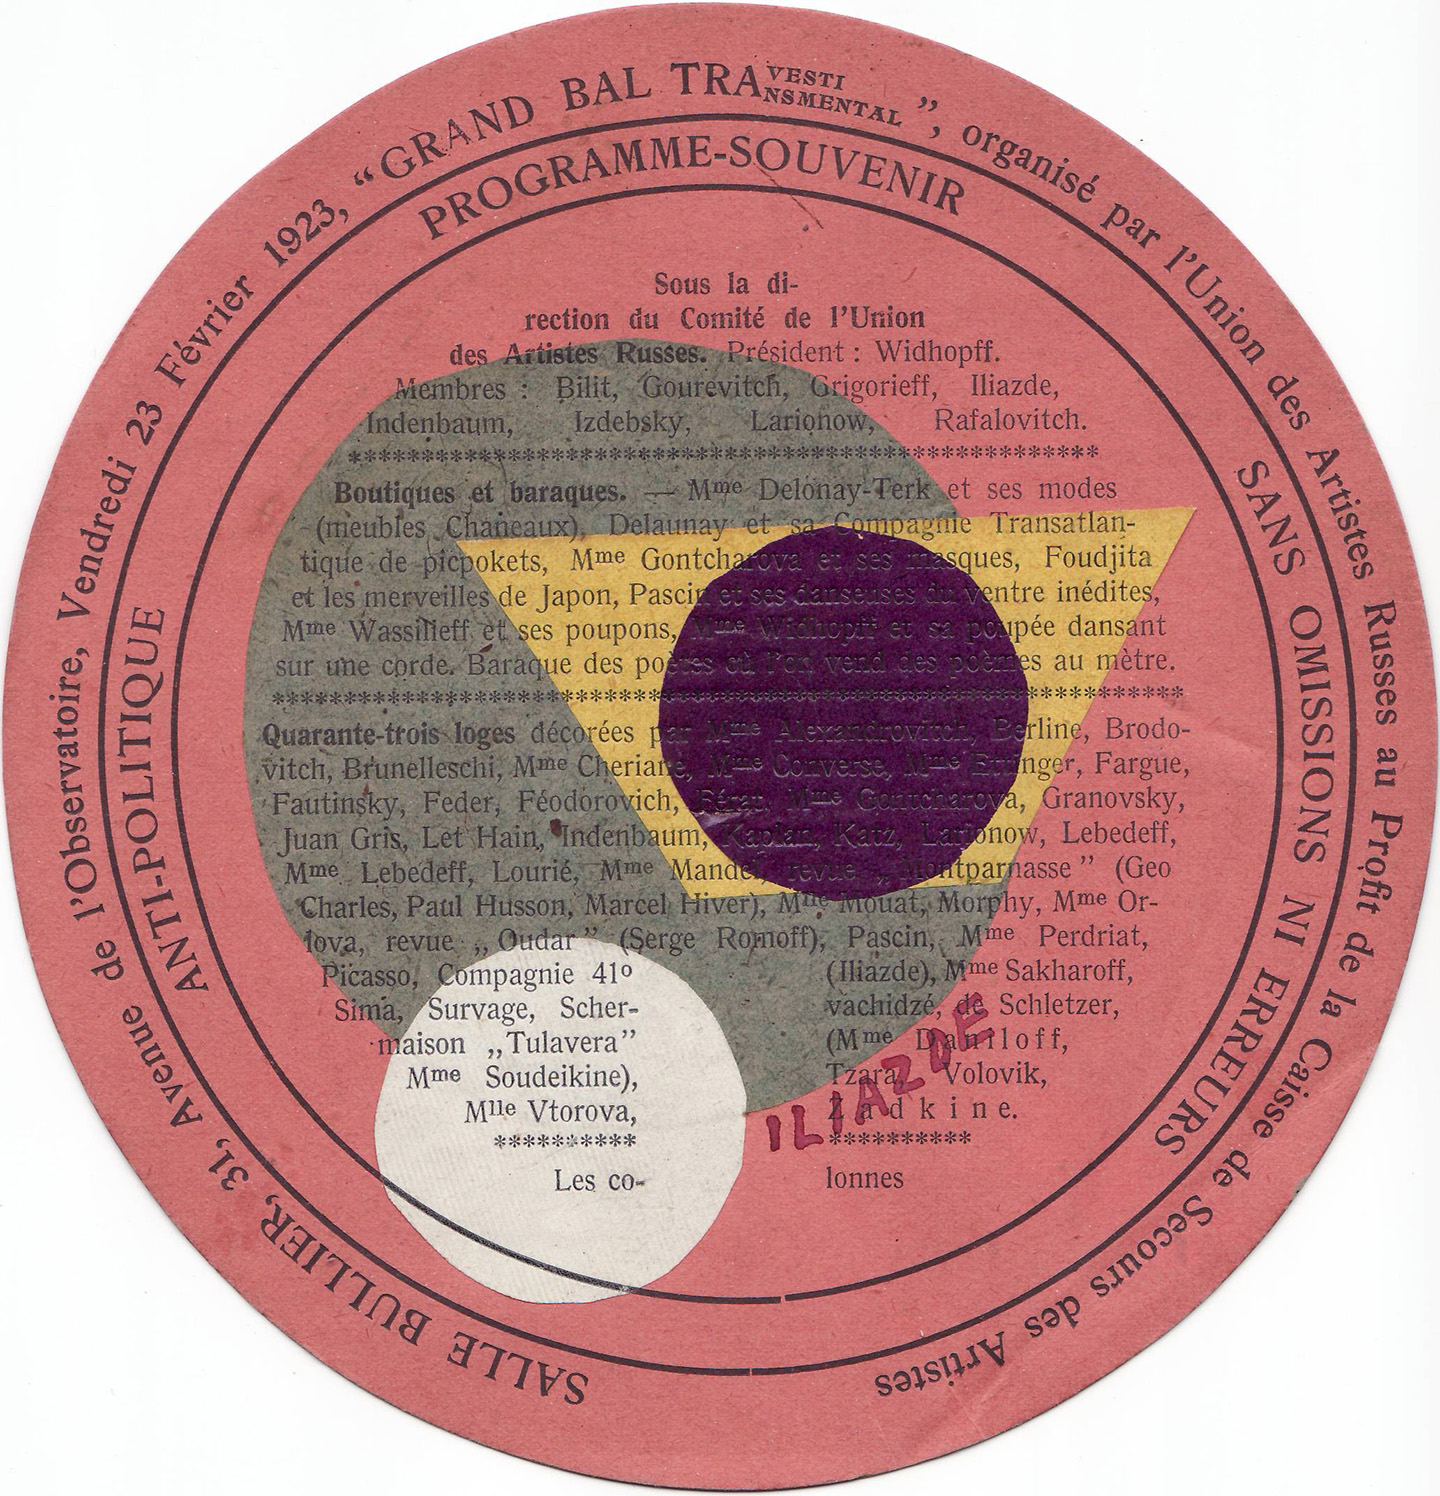 SALLE BULLIER, 31, Avenue de l'Observatoire, Vendredi 23 Février 1923, “GRAND BAL TRAVESTI
NSMENTAL”, organisé par l'Union des Artistes Russes au Profit de la Caisse de Secours des Artistes
ANTI-POLITIQUE PROGRAMME-SOUVENIR SANS OMISSIONS NI ERREURS
Sous la di-
rection du Comité de l'Union
des Artistes Russes. Président : Widhopff.
Membres : Bilit, Gourevitch, Grigorieff, Iliazde,
Indenbaum, Izdebsky, Larionow, Rafalovitch.
***************************************************
Boutiques et baraques. — Mme Delonay-Terk et ses modes
(meubles Chaneaux), Delaunay et sa Compagnie Transatlan-
tique de picpokets, Mme Gontcharova et ses masques, Foudjita
et les merveilles de Japon, Pascin et ses danseuses du ventre inédites,
Mme Wassilieff et ses poupons, Mme Widhopff et sa poupée dansant
sur une corde. Baraque des poètes où l'on vend des poèmes au mètre.
**************************************************************
Quarante-trois loges décorées par Mme Alexandrovitch, Berline, Brodo-
vitch, Brunelleschi, Mme Cheriane, Mme Converse, Mme Ettinger, Fargue,
Fautinsky, Feder, Féodorovich, Férat, Mme Gontcharova, Granovsky,
Juan Gris, Let Hain, Indenbaum, Kaplan, Katz, Larionow, Lebedeff,
Mme Lebedeff, Lourié, Mme Mandel, revue „Montparnasse” (Geo
Charles, Paul Husson, Marcel Hiver), Mlle Mouat, Morphy, Mme Or-
lova, revue „Oudar” (Serge Romoff), Pascin, Mme Perdriat,
Picasso, Compagnie 41º (Iliazde), Mme Sakharoff,
Sima, Survage, Scher- vachidzé, de Schletzer,
maison „Tulavera” (Mme Daniloff,
Mme Soudeikine), Tzara, Volovik,
Mlle Vtorova, Zadkine.
********** **********
Les co- lonnes
ILIAZDE